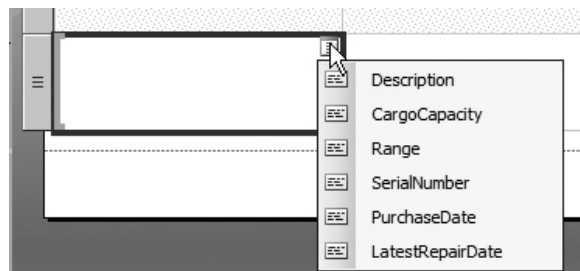 Description
CargoCapacity
Range
SerialNumber
PurchaseDate
LatestRepairDate